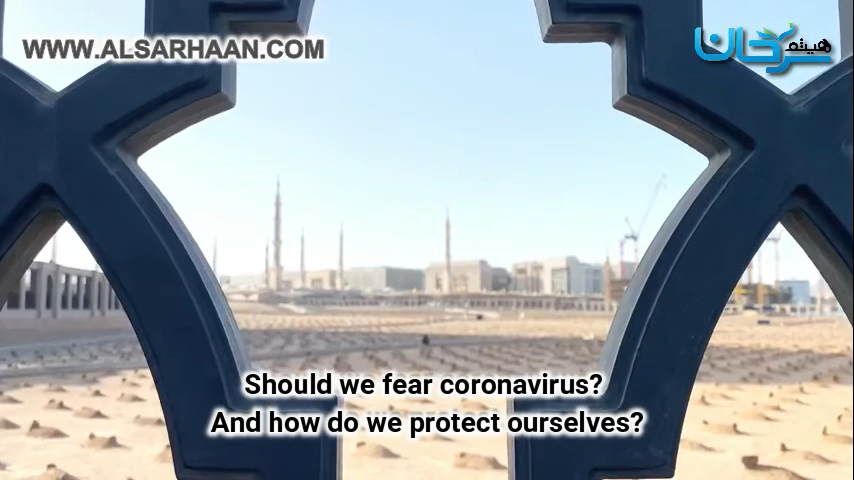 WWW.ALSARHAAN.COM
هيثم
سرحان
Should we fear coronavirus?
And how do we protect ourselves?